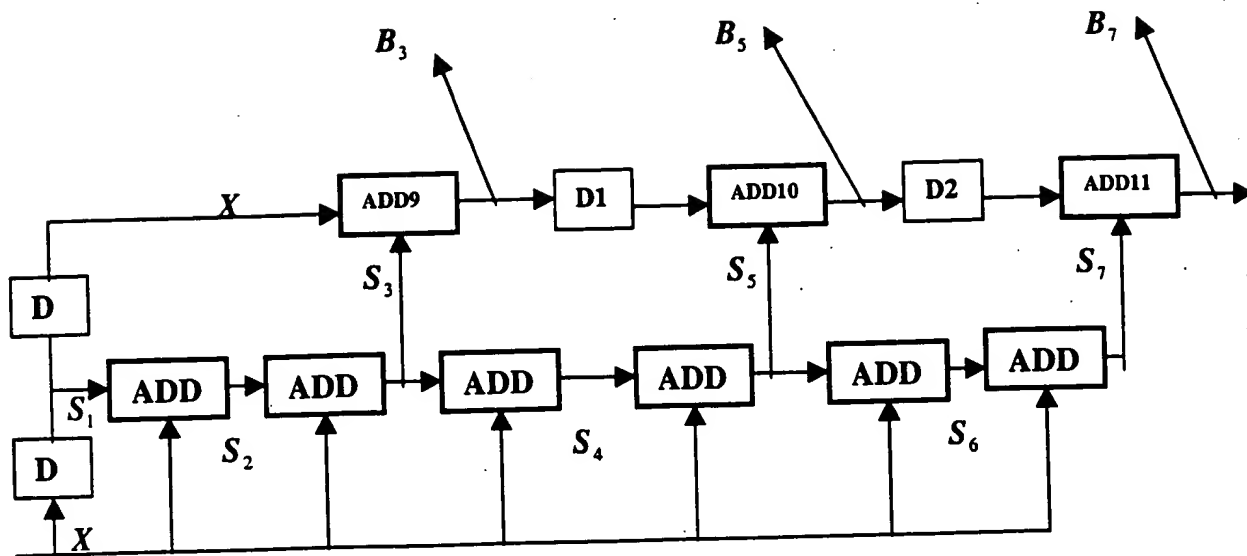 B₃ B₅ B₇
X ADD9 D1 ADD10 D2 ADD11
D S₃ S₅ S₇
S₁ ADD ADD ADD ADD ADD ADD
D S₂ S₄ S₆
X